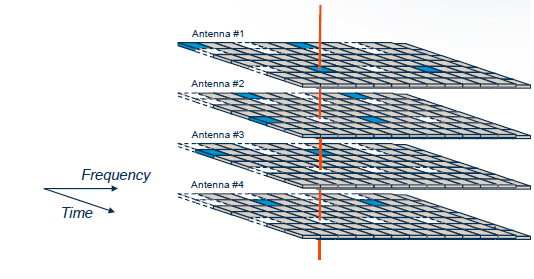 Antenna #1
Antenna #2
Antenna #3
Frequency
Antenna #4
Time